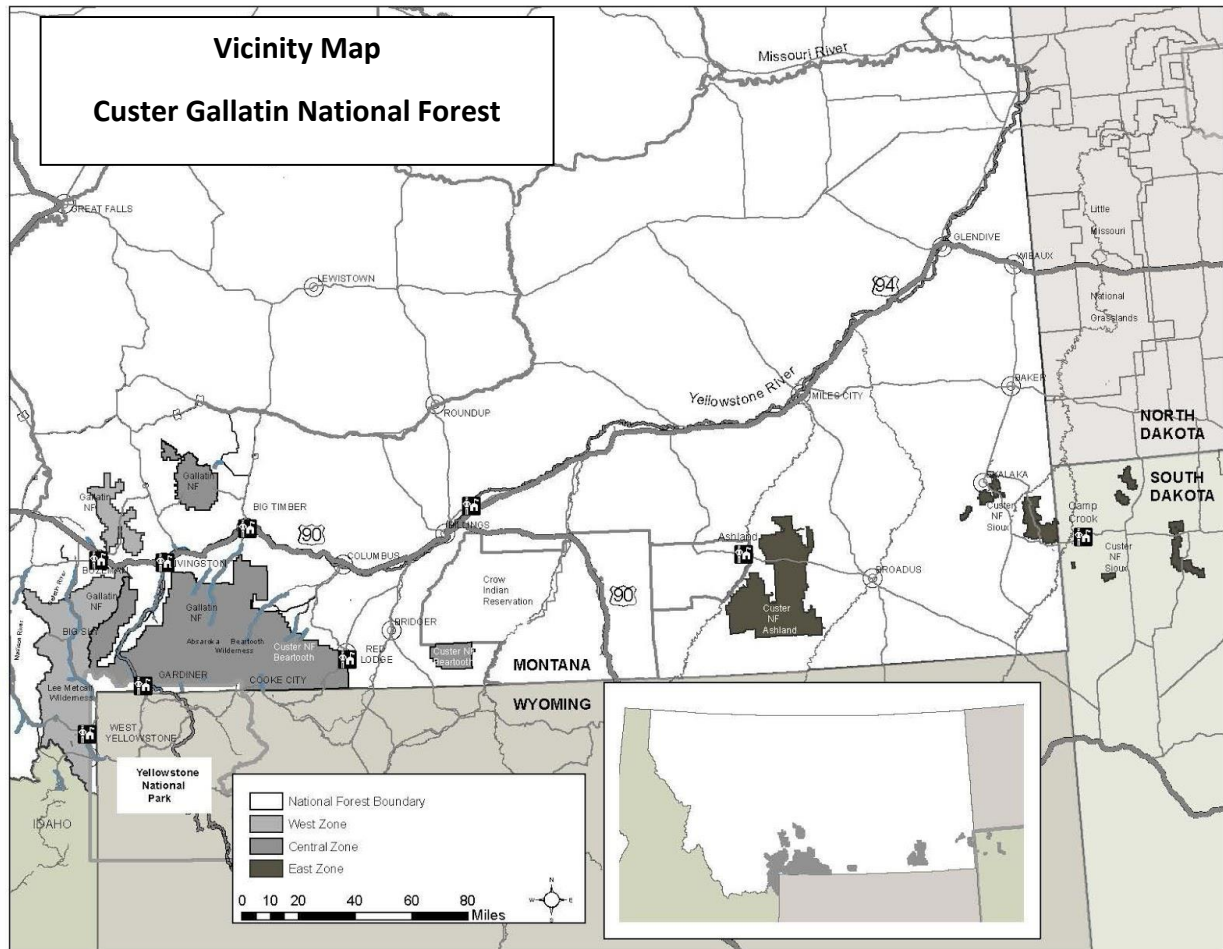 Vicinity Map
Custer Gallatin National Forest
Missouri River
GREAT FALLS
Little
Missouri
GLENDIVE
WIBAUX
LEWISTOWN
94
National
Grasslands
Yellowstone River
BAKER
MILES CITY
ROUNDUP
NORTH
DAKOTA
Gallatin
NF
SOUTH
DAKOTA
Gallatin
NF
EKALAKA
BIG TIMBER
Custer
NF
Sioux
Camp
Crook
90
BILLINGS
Ashland
Custer
NF
Sioux
COLUMBUS
LIVINGSTON
BOZEMAN
BROADUS
Crow
Indian
Reservation
90
Gallatin
NF
Gallatin
NF
Custer
NF
Ashland
Madison River
BIG SKY
Absaroka Beartooth
Wilderness
BRIDGER
Custer NF
Beartooth
RED
LODGE
Custer NF
Beartooth
MONTANA
GARDINER
COOKE CITY
Lee Metcalf
Wilderness
WYOMING
WEST
YELLOWSTONE
Yellowstone
National
Park
IDAHO
National Forest Boundary
West Zone
Central Zone
East Zone
N
W E
S
0 10 20 40 60 80
Miles